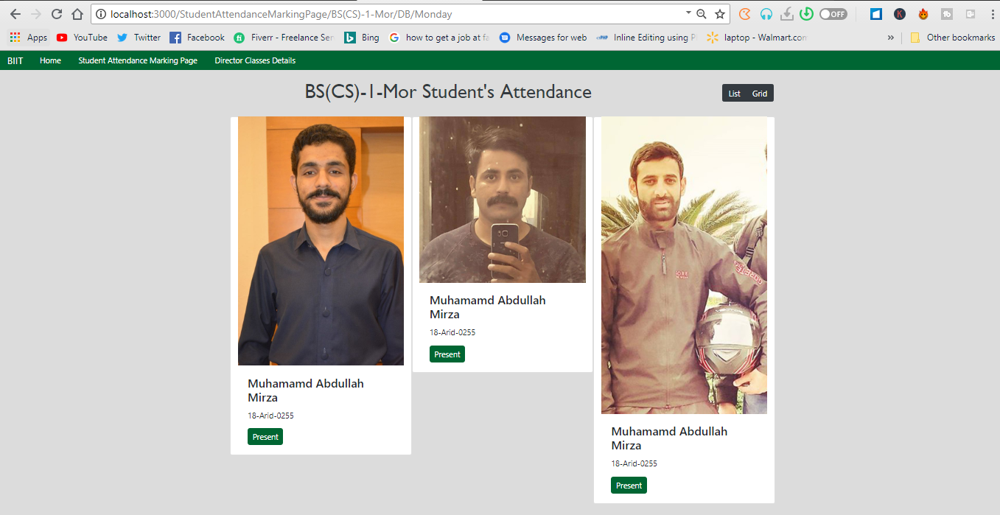 localhost:3000/StudentAttendanceMarkingPage/BS(CS)-1-Mor/DB/Monday
OFF
Apps YouTube Twitter Facebook Fiverr - Freelance Ser Bing how to get a job at fa Messages for web Inline Editing using P laptop - Walmart.com » Other bookmarks
BIIT Home Student Attendance Marking Page Director Classes Details
BS(CS)-1-Mor Student's Attendance
List Grid
Muhamamd Abdullah
Mirza
18-Arid-0255
Present
Muhamamd Abdullah
Mirza
18-Arid-0255
Present
Muhamamd Abdullah
Mirza
18-Arid-0255
Present